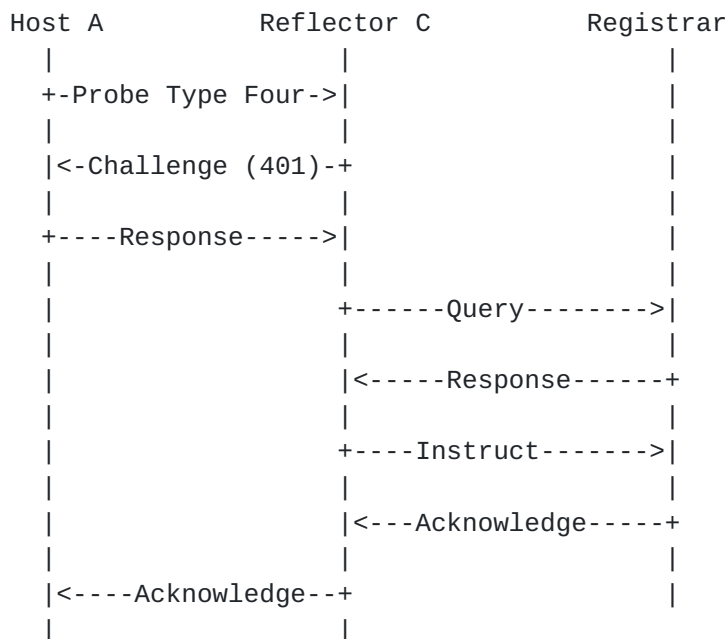 Host A Reflector C Registrar
+-Probe Type Four->|
|<-Challenge (401)-+
+----Response----->|
+------Query-------->|
|<-----Response------+
+----Instruct------->|
|<---Acknowledge-----+
|<----Acknowledge--+